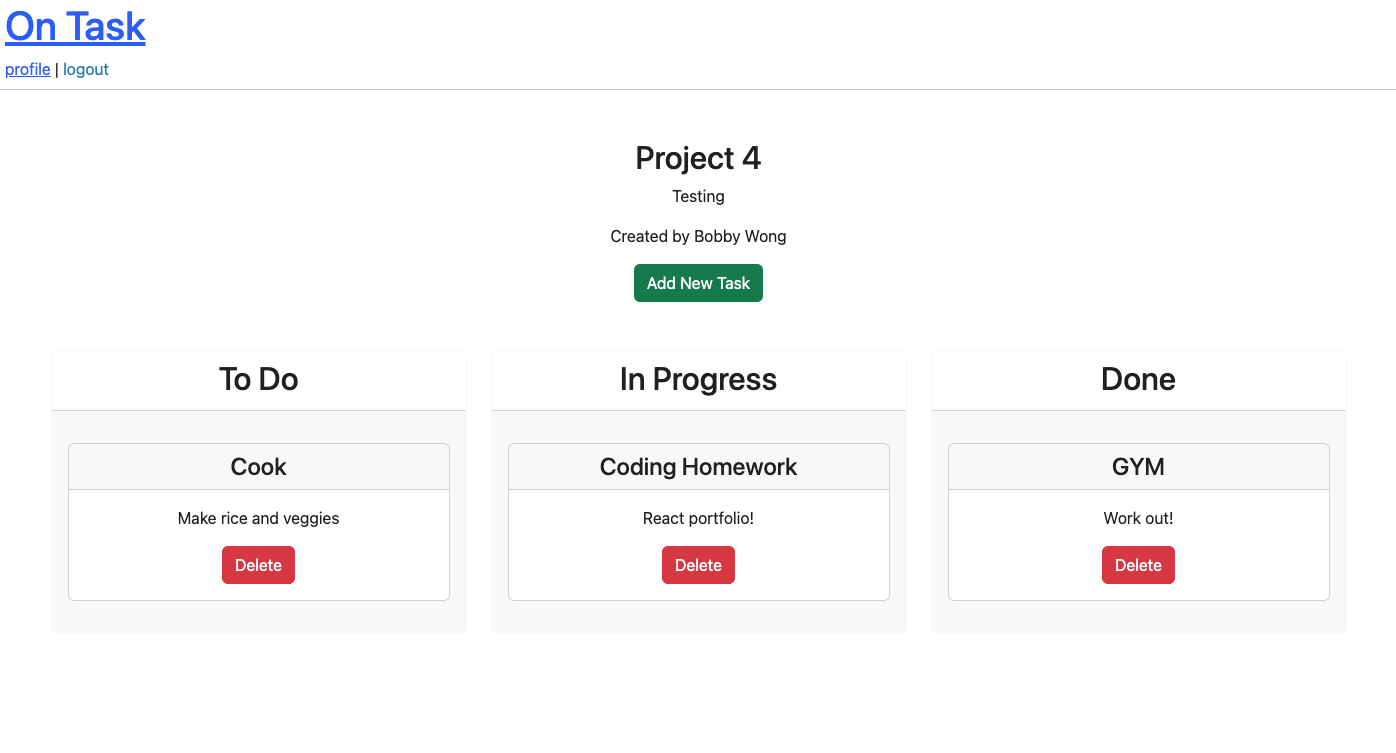 On Task
profile | logout
Project 4
Testing
Created by Bobby Wong
Add New Task
To Do
Cook
Make rice and veggies
Delete
In Progress
Coding Homework
React portfolio!
Delete
Done
GYM
Work out!
Delete